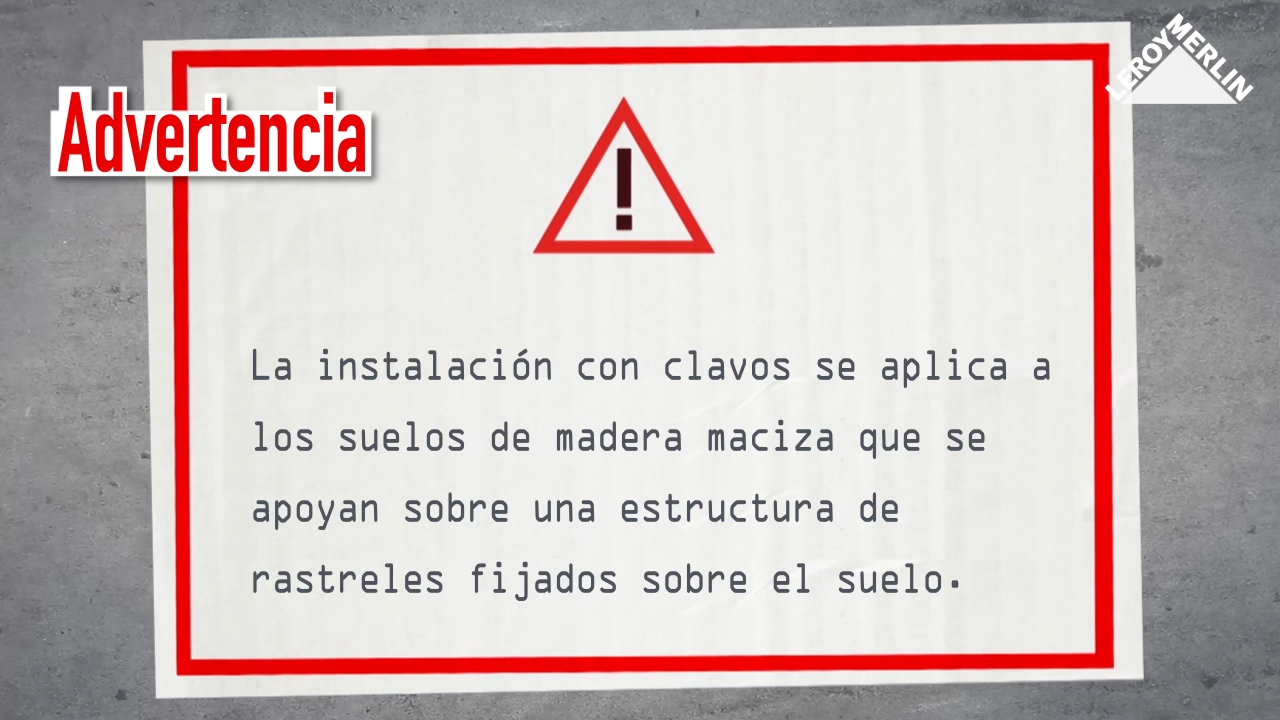 LEROY MERLIN
Advertencia
!
La instalación con clavos se aplica a
los suelos de madera maciza que se
apoyan sobre una estructura de
rastreles fijados sobre el suelo.